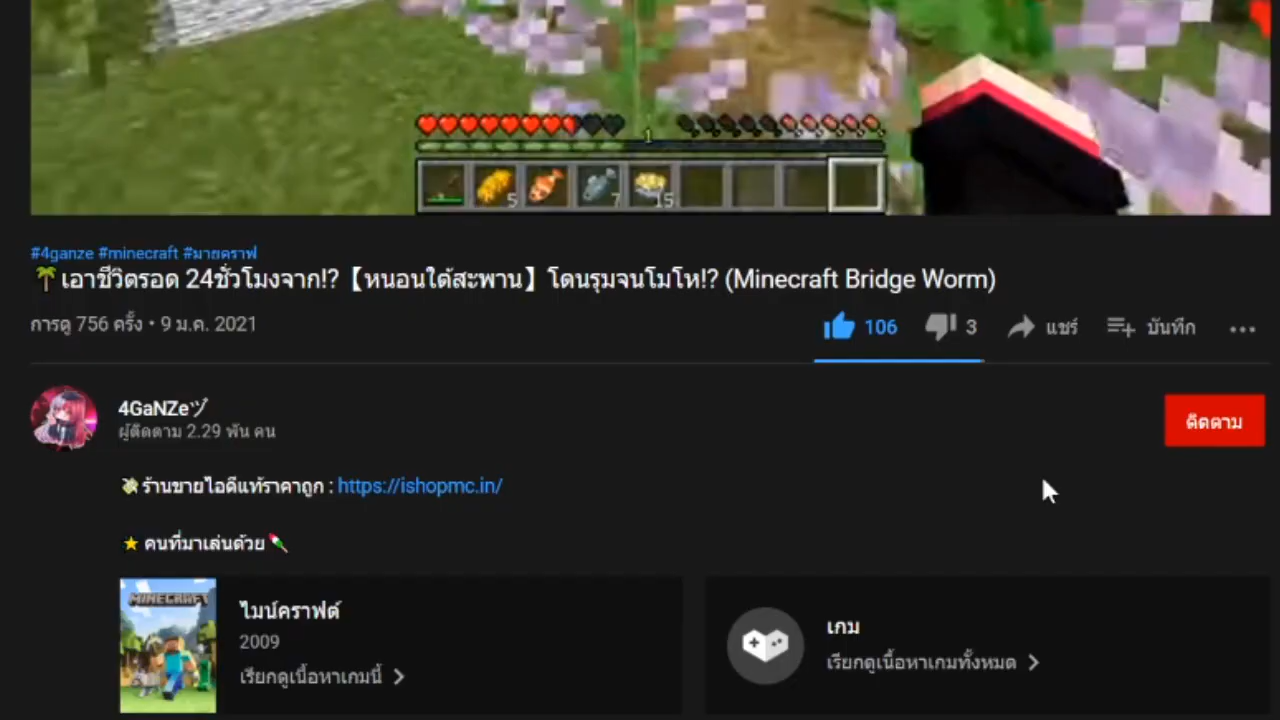 1
5
7
15
#4ganze #minecraft #มายคราฟ
🌴เอาชีวิตรอด 24ชั่วโมงจาก!?【หนอนใต้สะพาน】โดนรุมจนโมโห!? (Minecraft Bridge Worm)
การดู 756 ครั้ง • 9 ม.ค. 2021
106
3
แชร์
บันทึก
4GaNZeヅ
ผู้ติดตาม 2.29 พัน คน
ติดตาม
💸ร้านขายไอดีแท้ราคาถูก : https://ishopmc.in/
⭐ คนที่มาเล่นด้วย
MINECRAFT
ไมน์คราฟต์
2009
เรียกดูเนื้อหาเกมนี้
เกม
เรียกดูเนื้อหาเกมทั้งหมด